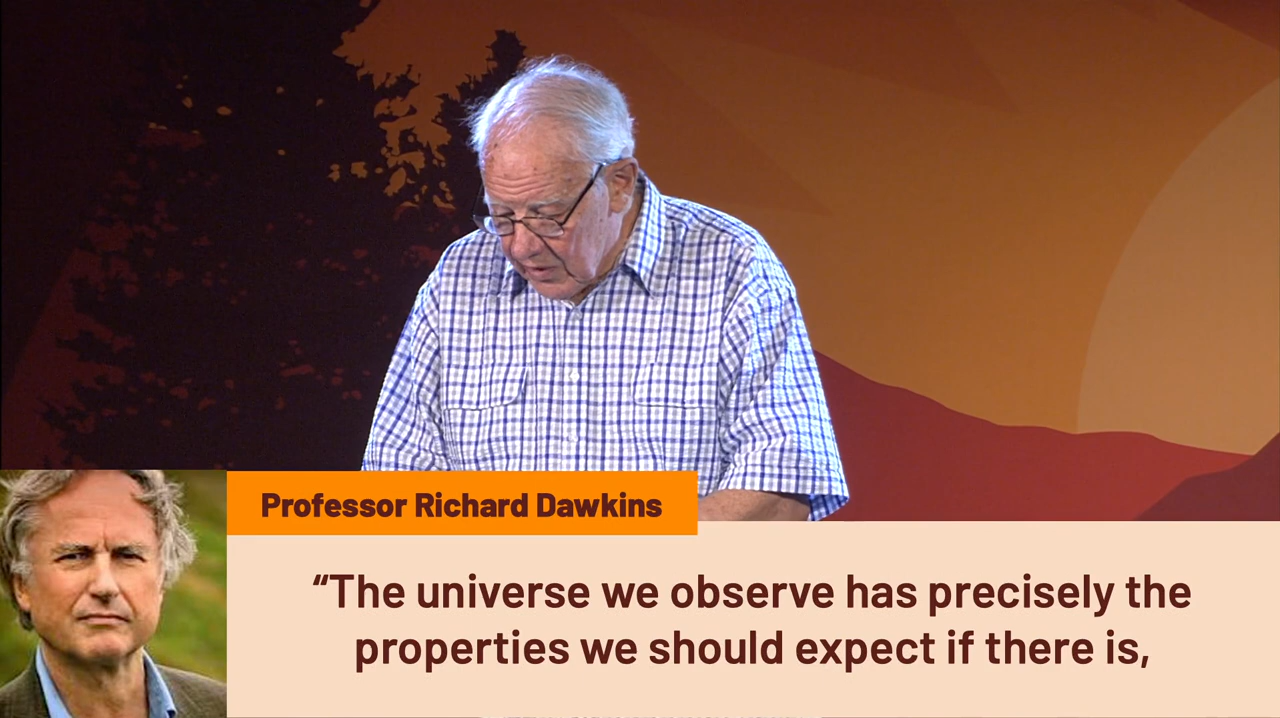 Professor Richard Dawkins
“The universe we observe has precisely the
properties we should expect if there is,